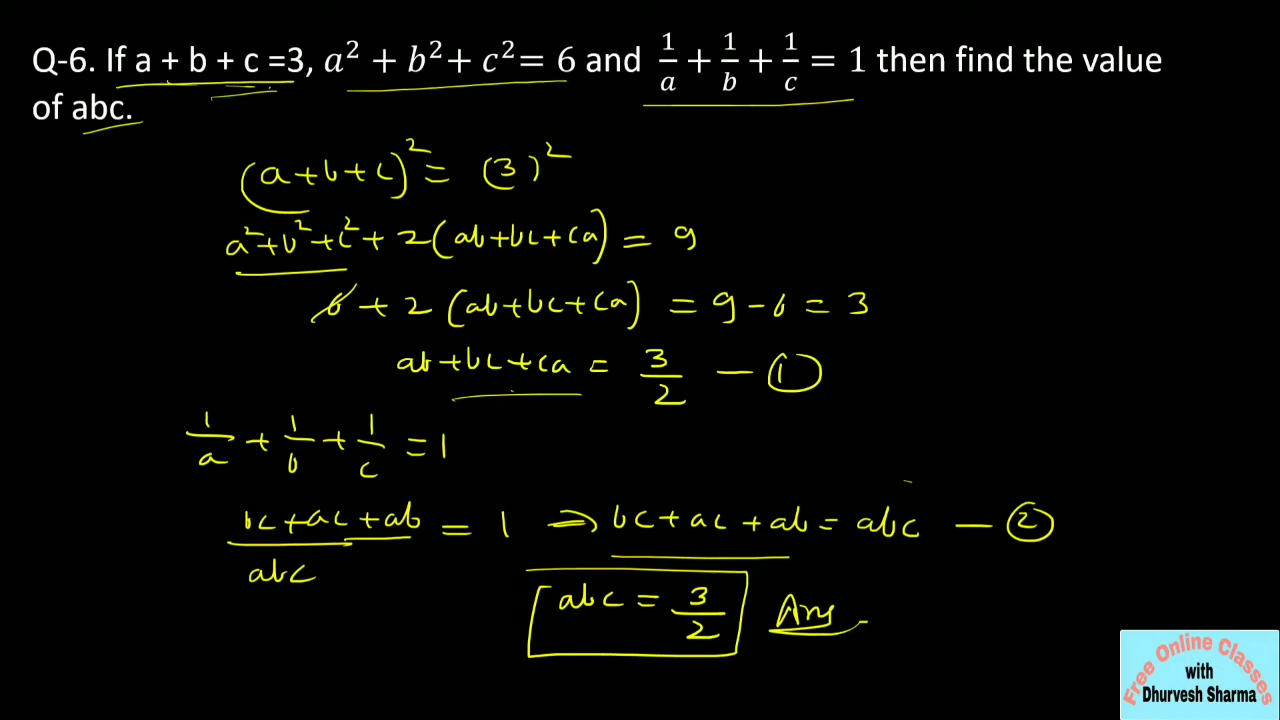 Q-6. If a + b + c =3, a² + b²+ c²= 6 and 1/a + 1/b + 1/c = 1 then find the value
of abc.
(a+b+c)² = (3)²
a²+b²+c²+ 2(ab+bc+ca) = 9
6 + 2 (ab+bc+ca) = 9-6 = 3
ab+bc+ca = 3/2 — ①
1/a + 1/b + 1/c = 1
bc+ac+ab/abc = 1 ⇒ bc+ac+ab = abc — ②
abc = 3/2 Ans
Free Online Classes
with
Dhurvesh Sharma